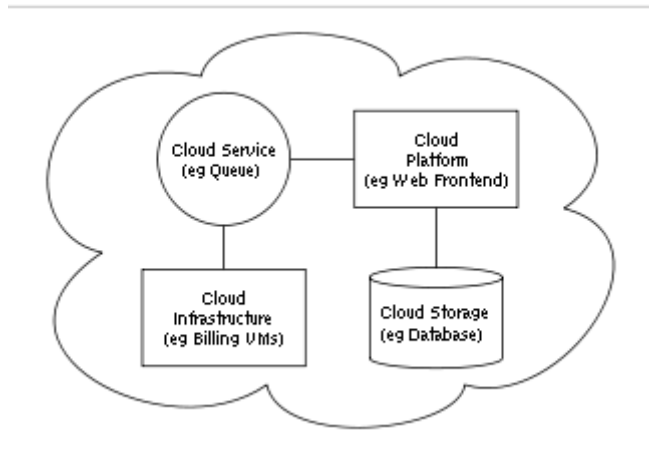 Cloud Service
(eg Queue)
Cloud
Platform
(eg Web Frontend)
Cloud
Infrastructure
(eg Billing VMs)
Cloud Storage
(eg Database)